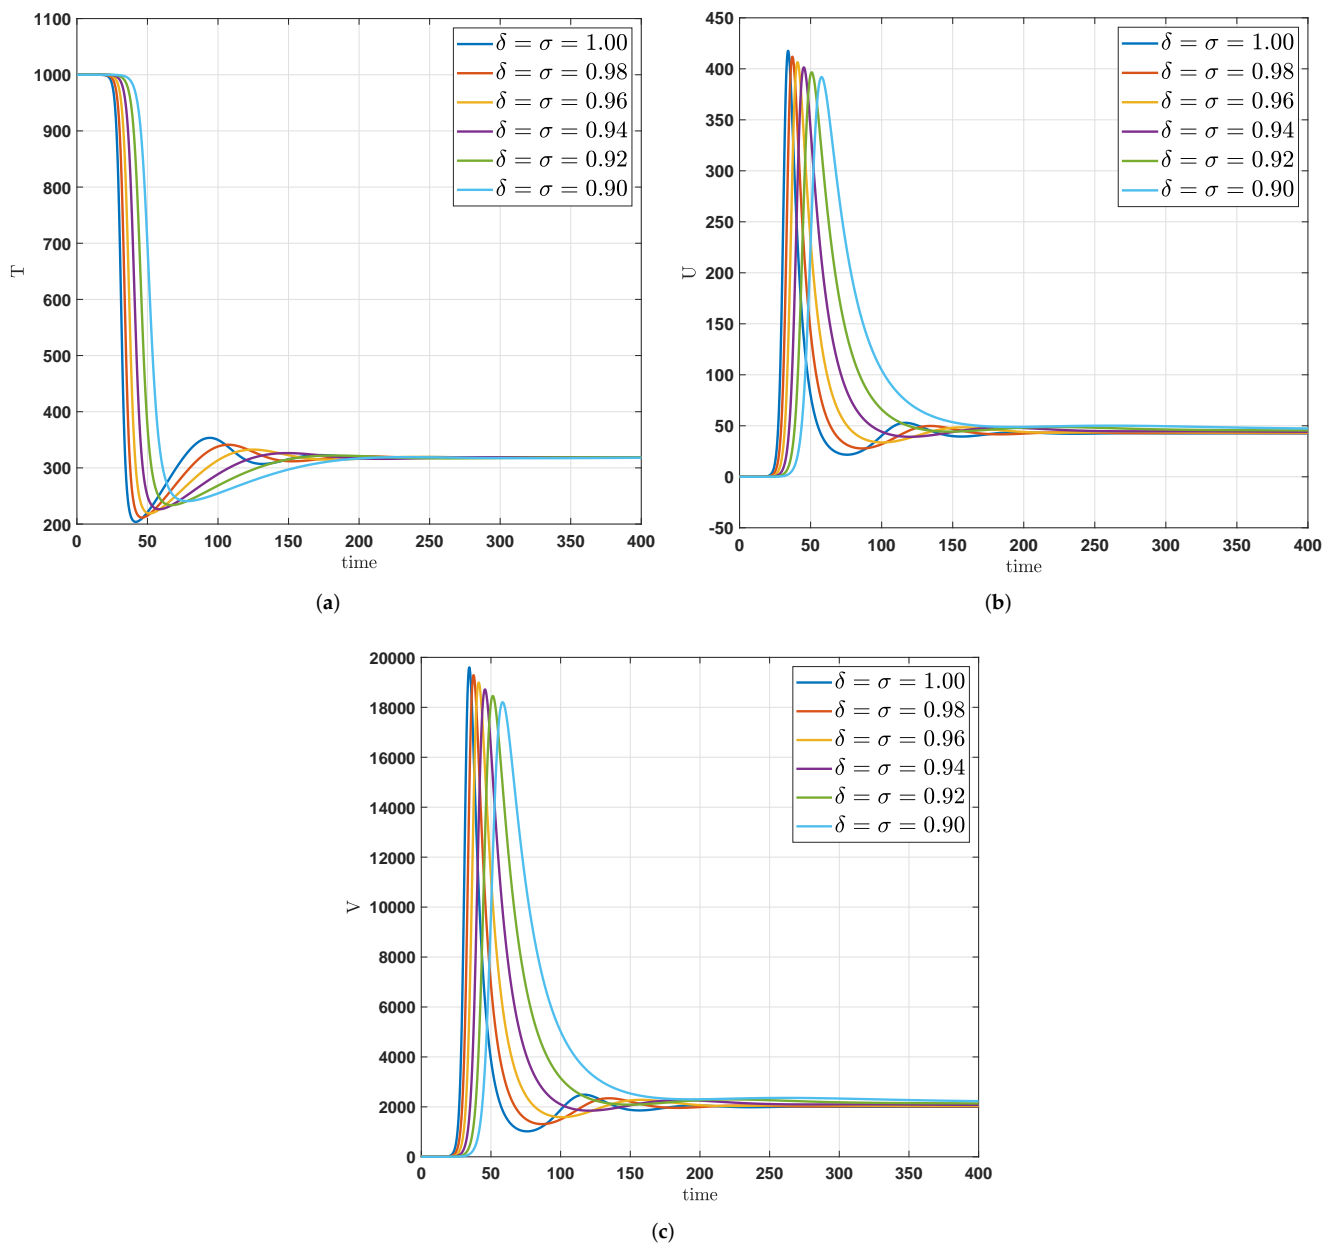 1100
1000
900
800
700
600
500
400
300
200
T
0 50 100 150 200 250 300 350 400
time
δ = σ = 1.00
δ = σ = 0.98
δ = σ = 0.96
δ = σ = 0.94
δ = σ = 0.92
δ = σ = 0.90
(a)
450
400
350
300
250
200
150
100
50
0
-50
U
0 50 100 150 200 250 300 350 400
time
δ = σ = 1.00
δ = σ = 0.98
δ = σ = 0.96
δ = σ = 0.94
δ = σ = 0.92
δ = σ = 0.90
(b)
20000
18000
16000
14000
12000
10000
8000
6000
4000
2000
0
V
0 50 100 150 200 250 300 350 400
time
δ = σ = 1.00
δ = σ = 0.98
δ = σ = 0.96
δ = σ = 0.94
δ = σ = 0.92
δ = σ = 0.90
(c)